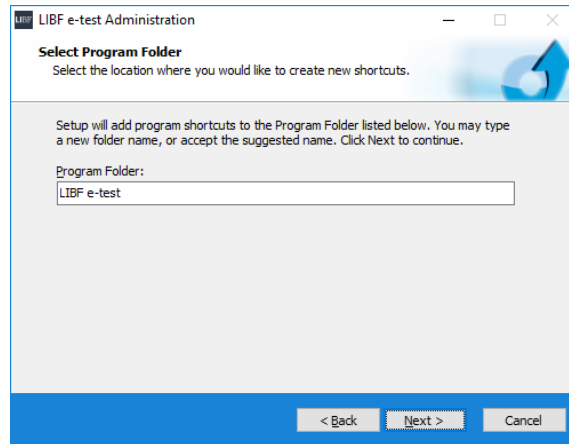 LIBF LIBF e-test Administration
Select Program Folder
Select the location where you would like to create new shortcuts.
Setup will add program shortcuts to the Program Folder listed below. You may type
a new folder name, or accept the suggested name. Click Next to continue.
Program Folder:
LIBF e-test
< Back Next > Cancel